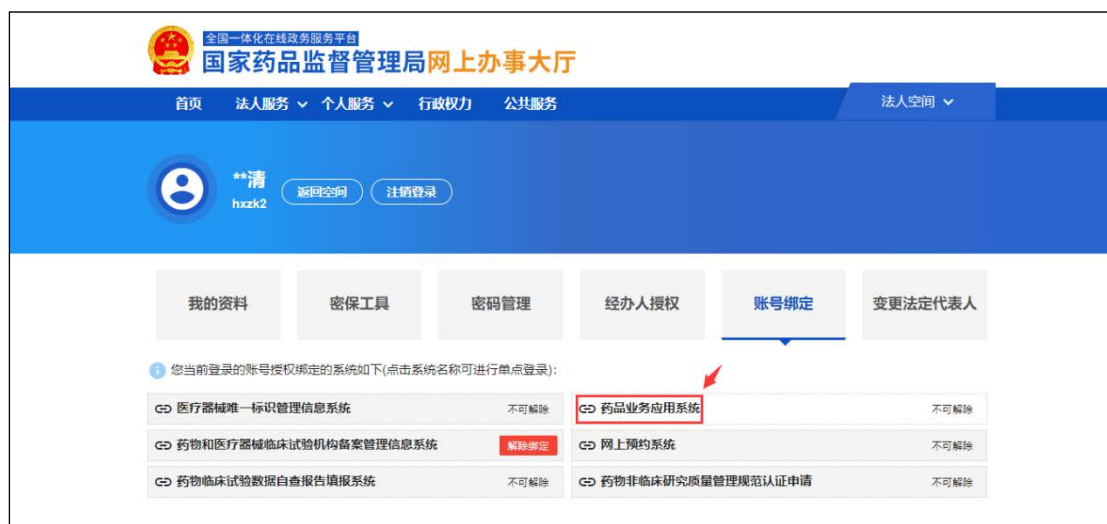 全国一体化在线政务服务平台
国家药品监督管理局网上办事大厅
首页 法人服务 个人服务 行政权力 公共服务 法人空间
**清
hxzk2
返回空间 注销登录
我的资料 密保工具 密码管理 经办人授权 账号绑定 变更法定代表人
您当前登录的账号授权绑定的系统如下(点击系统名称可进行单点登录):
医疗器械唯一标识管理信息系统 不可解除 药品业务应用系统 不可解除
药物和医疗器械临床试验机构备案管理信息系统 解除绑定 网上预约系统 不可解除
药物临床试验数据自查报告填报系统 不可解除 药物非临床研究质量管理规范认证申请 不可解除